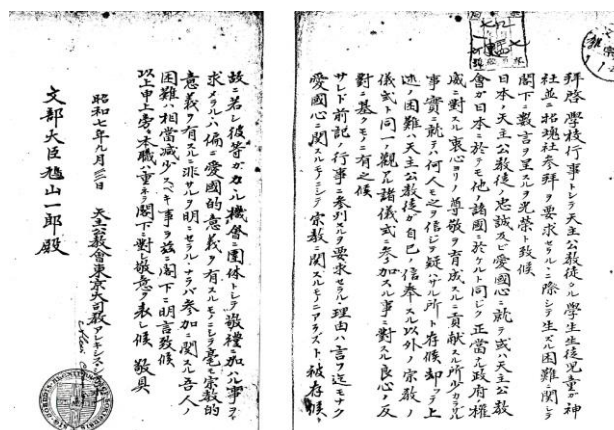 拝啓 學校行事トシテ天主公教徒タル學生生徒児童ガ神
社並ニ招魂社参拝ヲ要求セラルヽニ際シテ生ズル困難ニ関シテ
閣下ニ數言ヲ呈スルヲ光榮ト致候
日本ノ天主公教徒ノ忠誠及ビ愛國心ニ就テ或ハ天主公教
會ガ日本ニ於テモ他ノ諸國ニ於ケルト同ジク正當ナル政府權
威ニ對スル衷心ヨリノ尊敬ヲ育成スルニ貢献スル所少カラザル
事實ニ就テハ何人モ之ヲ信ジテ疑ハザル所ト存候却ツテ上
述ノ困難ハ天主公教徒ガ自己ノ信奉スル以外ノ宗教ノ
儀式ト同一ノ觀アル諸儀式ニ参加スル事ニ對スル良心ノ反
對ニ基クモノニ有之候
サレド前記ノ行事ニ参列スルヲ要求セラルヽ理由ハ言フ迄モナク
愛國心ニ関スルモノニシテ宗教ニ関スルモノニアラズト被存候
故ニ若シ彼等ガカヽル機會ニ團体トシテ敬禮ニ加ハル事ヲ
求メラルヽハ偏ニ愛國的意義ヲ有スルモノニシテ毫モ宗教的
意義ヲ有スルニ非ザルヲ明ニセラルヽナラバ参加ニ関スル吾人ノ
困難ハ相當減少スベキ事ヲ茲ニ閣下ニ明言致候
以上申上旁々本職ハ重ネテ閣下ニ對シ敬意ヲ表シ候 敬具
昭和七年九月二十二日 天主公教會東京大司教アレキシス・シャンボン
文部大臣鳩山一郎殿